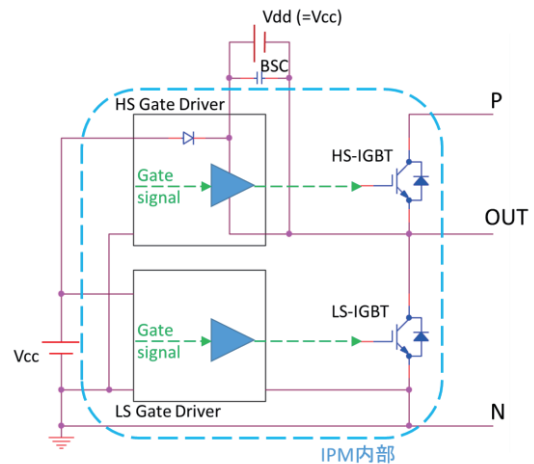 Vdd (=Vcc)
BSC
HS Gate Driver
P
HS-IGBT
Gate
signal
OUT
LS-IGBT
Gate
signal
Vcc
LS Gate Driver
N
IPM内部